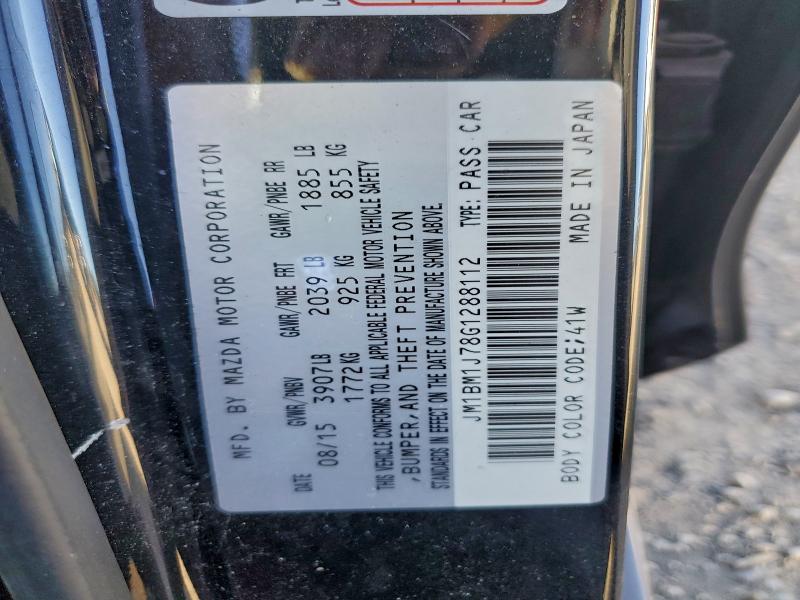 MFD. BY MAZDA MOTOR CORPORATION
DATE GVWR/PNBV GAWR/PNBE FRT GAWR/PNBE RR
08/15 3907LB 2039 LB 1885 LB
1772KG 925 KG 855 KG
THIS VEHICLE CONFORMS TO ALL APPLICABLE FEDERAL MOTOR VEHICLE SAFETY
,BUMPER,AND THEFT PREVENTION
STANDARDS IN EFFECT ON THE DATE OF MANUFACTURE SHOWN ABOVE.
JM1BM1J78G1288112 TYPE: PASS CAR
BODY COLOR CODE;41W MADE IN JAPAN